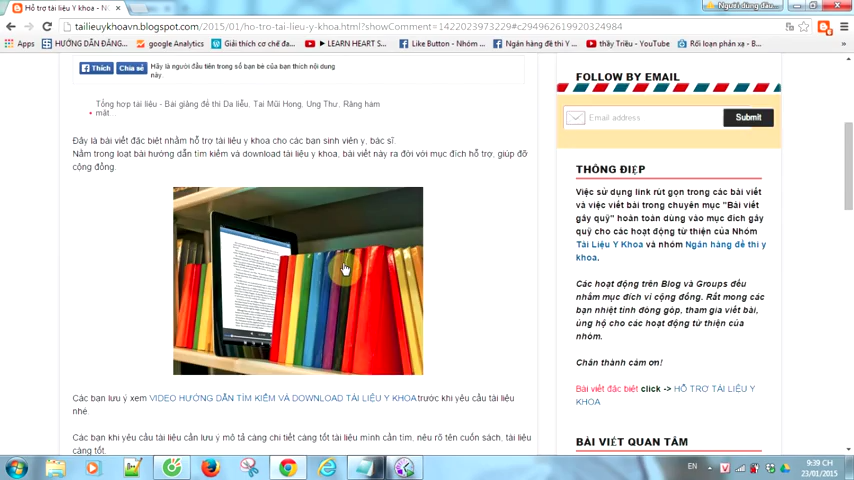 Hỗ trợ tài liệu Y khoa ~ Th
Người dùng đầu...
tailieuykhoavn.blogspot.com/2015/01/ho-tro-tai-lieu-y-khoa.html?showComment=1422023973229#c294962619920324984
Apps
HƯỚNG DẪN ĐĂNG...
google Analytics
Giải thích cơ chế đa...
► LEARN HEART S...
Like Button - Nhóm ...
Ngân hàng đề thi Y ...
thầy Triều - YouTube
Rối loạn phản xạ - B...
Thích
Chia sẻ
Hãy là người đầu tiên trong số bạn bè của bạn thích nội dung
này.
Tổng hợp tài liệu - Bài giảng đề thi Da liễu, Tai Mũi Họng, Ung Thư, Răng hàm
mặt...
Đây là bài viết đặc biệt nhằm hỗ trợ tài liệu y khoa cho các bạn sinh viên y, bác sĩ.
Nằm trong loạt bài hướng dẫn tìm kiếm và download tài liệu y khoa, bài viết này ra đời với mục đích hỗ trợ, giúp đỡ
cộng đồng.
Các bạn lưu ý xem VIDEO HƯỚNG DẪN TÌM KIẾM VÀ DOWNLOAD TÀI LIỆU Y KHOA trước khi yêu cầu tài liệu
nhé.
Các bạn khi yêu cầu tài liệu cần lưu ý mô tả càng chi tiết càng tốt tài liệu mình cần tìm, nêu rõ tên cuốn sách, tài liệu
càng tốt.
FOLLOW BY EMAIL
Email address
Submit
THÔNG ĐIỆP
Việc sử dụng link rút gọn trong các bài viết
và việc viết bài trong chuyên mục "Bài viết
gây quỹ" hoàn toàn dùng vào mục đích gây
quỹ cho các hoạt động từ thiện của Nhóm
Tài Liệu Y Khoa và nhóm Ngân hàng đề thi y
khoa.
Các hoạt động trên Blog và Groups đều
nhằm mục đích vì cộng đồng. Rất mong các
bạn nhiệt tình đóng góp, tham gia viết bài,
ủng hộ cho các hoạt động từ thiện của
nhóm.
Chân thành cảm ơn!
Bài viết đặc biệt click -> HỖ TRỢ TÀI LIỆU Y
KHOA
BÀI VIẾT QUAN TÂM
EN
9:39 CH
23/01/2015